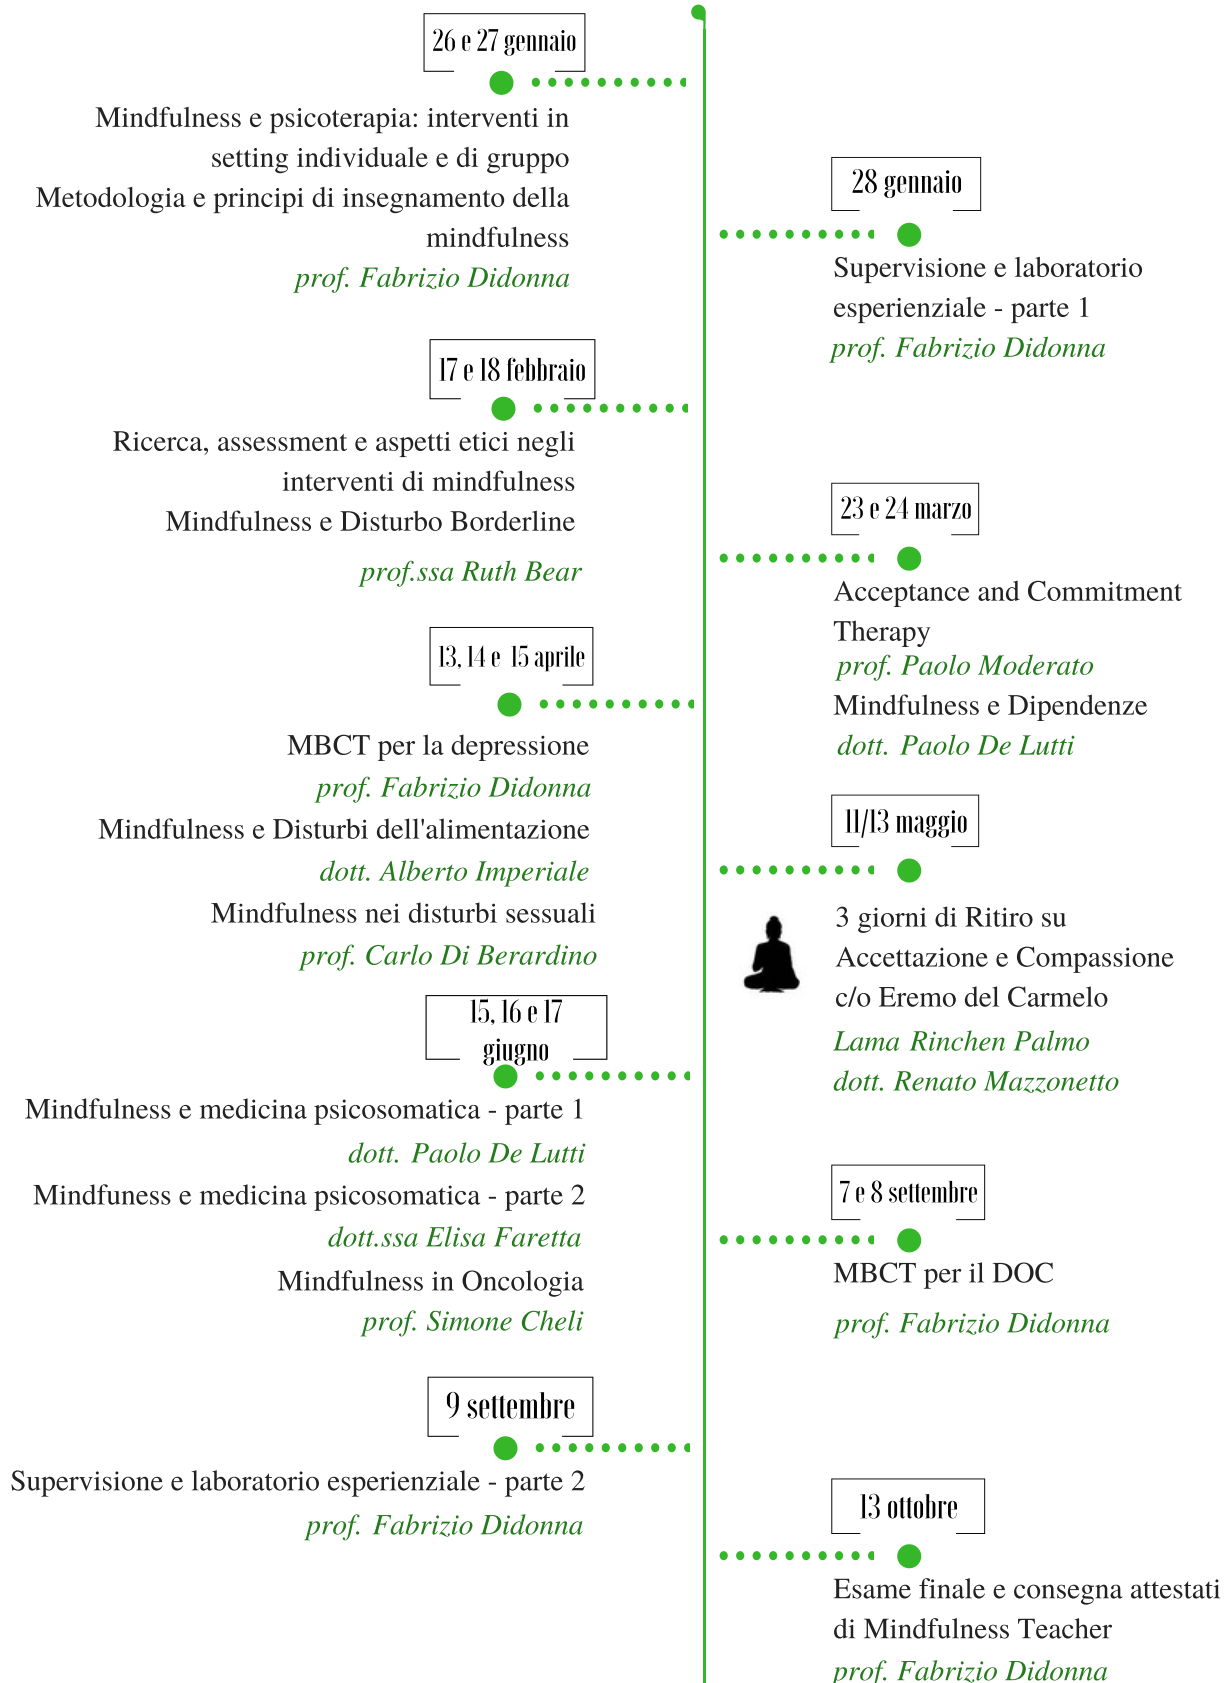 26 e 27 gennaio
Mindfulness e psicoterapia: interventi in
setting individuale e di gruppo
Metodologia e principi di insegnamento della
mindfulness
prof. Fabrizio Didonna
28 gennaio
Supervisione e laboratorio
esperienziale - parte 1
prof. Fabrizio Didonna
17 e 18 febbraio
Ricerca, assessment e aspetti etici negli
interventi di mindfulness
Mindfulness e Disturbo Borderline
prof.ssa Ruth Bear
23 e 24 marzo
Acceptance and Commitment
Therapy
prof. Paolo Moderato
Mindfulness e Dipendenze
dott. Paolo De Lutti
13, 14 e 15 aprile
MBCT per la depressione
prof. Fabrizio Didonna
Mindfulness e Disturbi dell'alimentazione
dott. Alberto Imperiale
Mindfulness nei disturbi sessuali
prof. Carlo Di Berardino
11/13 maggio
3 giorni di Ritiro su
Accettazione e Compassione
c/o Eremo del Carmelo
Lama Rinchen Palmo
dott. Renato Mazzonetto
15, 16 e 17
giugno
Mindfulness e medicina psicosomatica - parte 1
dott. Paolo De Lutti
Mindfuness e medicina psicosomatica - parte 2
dott.ssa Elisa Faretta
Mindfulness in Oncologia
prof. Simone Cheli
7 e 8 settembre
MBCT per il DOC
prof. Fabrizio Didonna
9 settembre
Supervisione e laboratorio esperienziale - parte 2
prof. Fabrizio Didonna
13 ottobre
Esame finale e consegna attestati
di Mindfulness Teacher
prof. Fabrizio Didonna